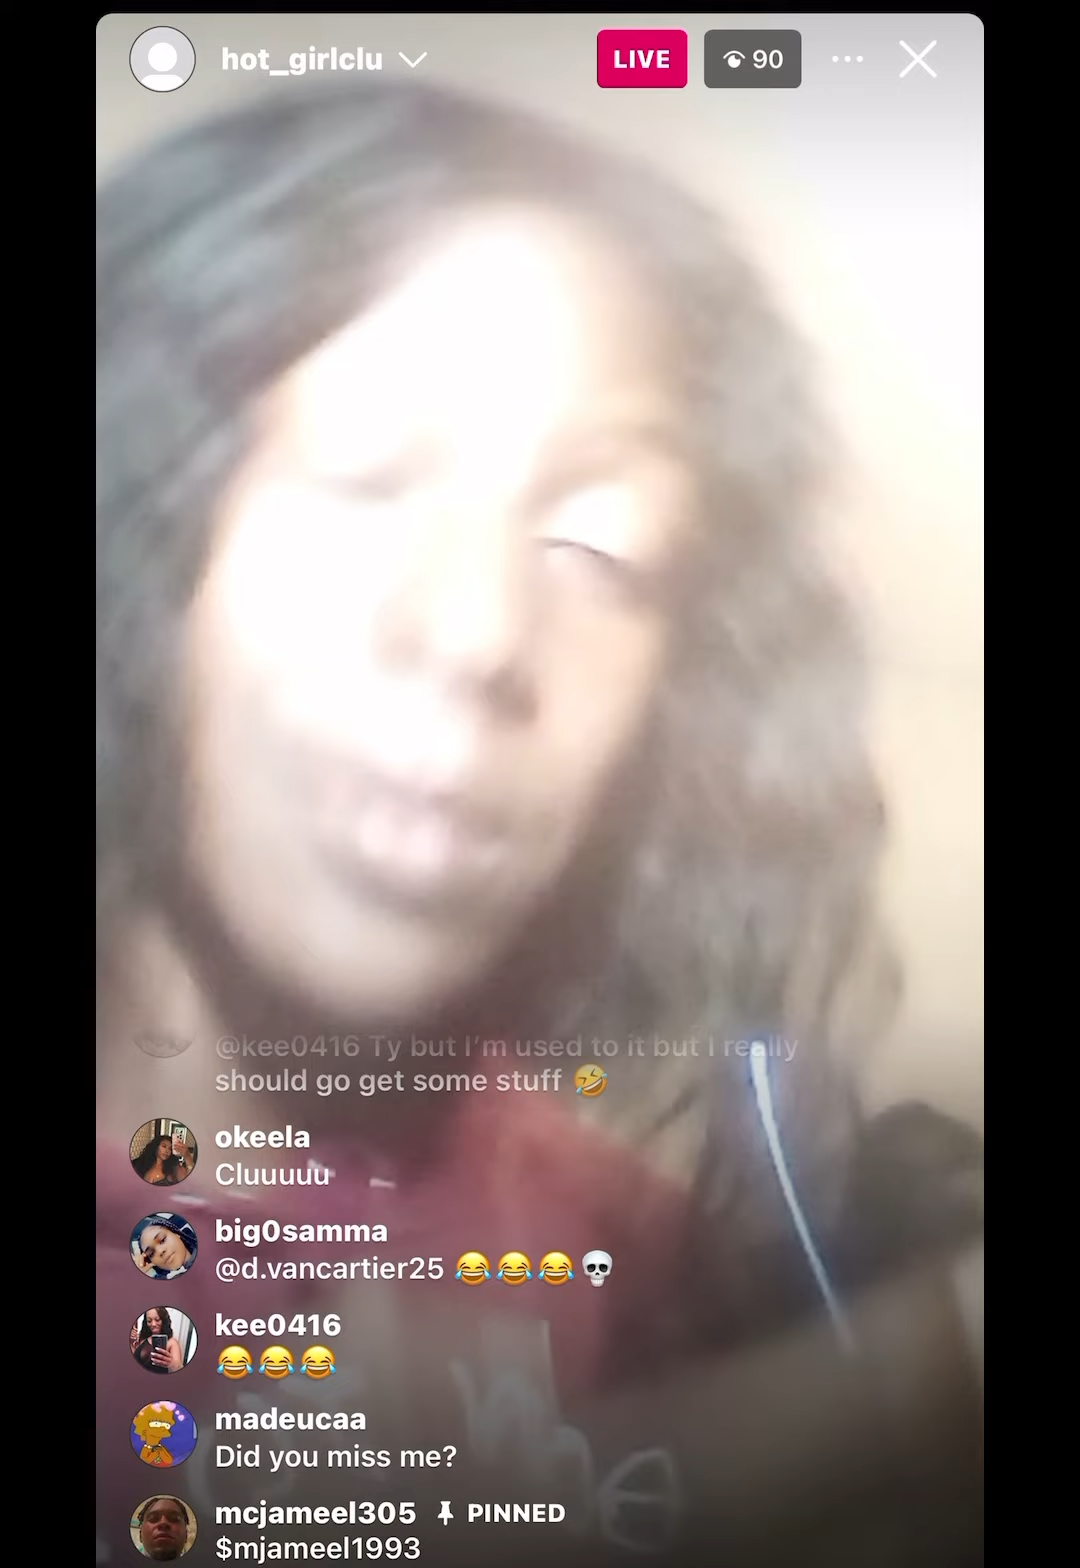 hot_girlclu
LIVE
90
@kee0416 Ty but I’m used to it but I really
should go get some stuff 🤣
okeela
Cluuuuu
big0samma
@d.vancartier25 😂😂😂💀
kee0416
😂😂😂
madeucaa
Did you miss me?
mcjameel305 PINNED
$mjameel1993